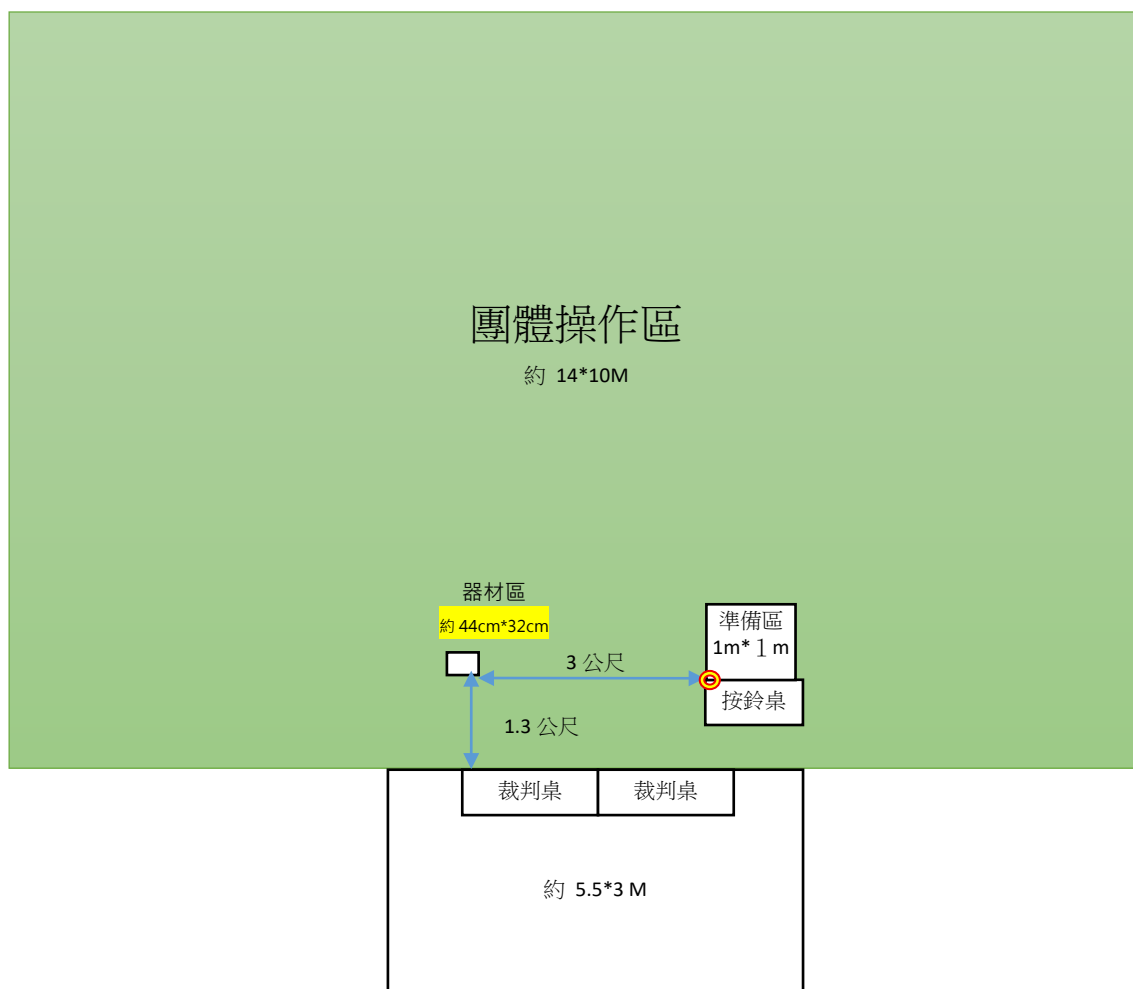 團體操作區
約 14*10M
器材區
約 44cm*32cm
準備區
1m*１m
3 公尺
按鈴桌
1.3 公尺
裁判桌
裁判桌
約 5.5*3 M